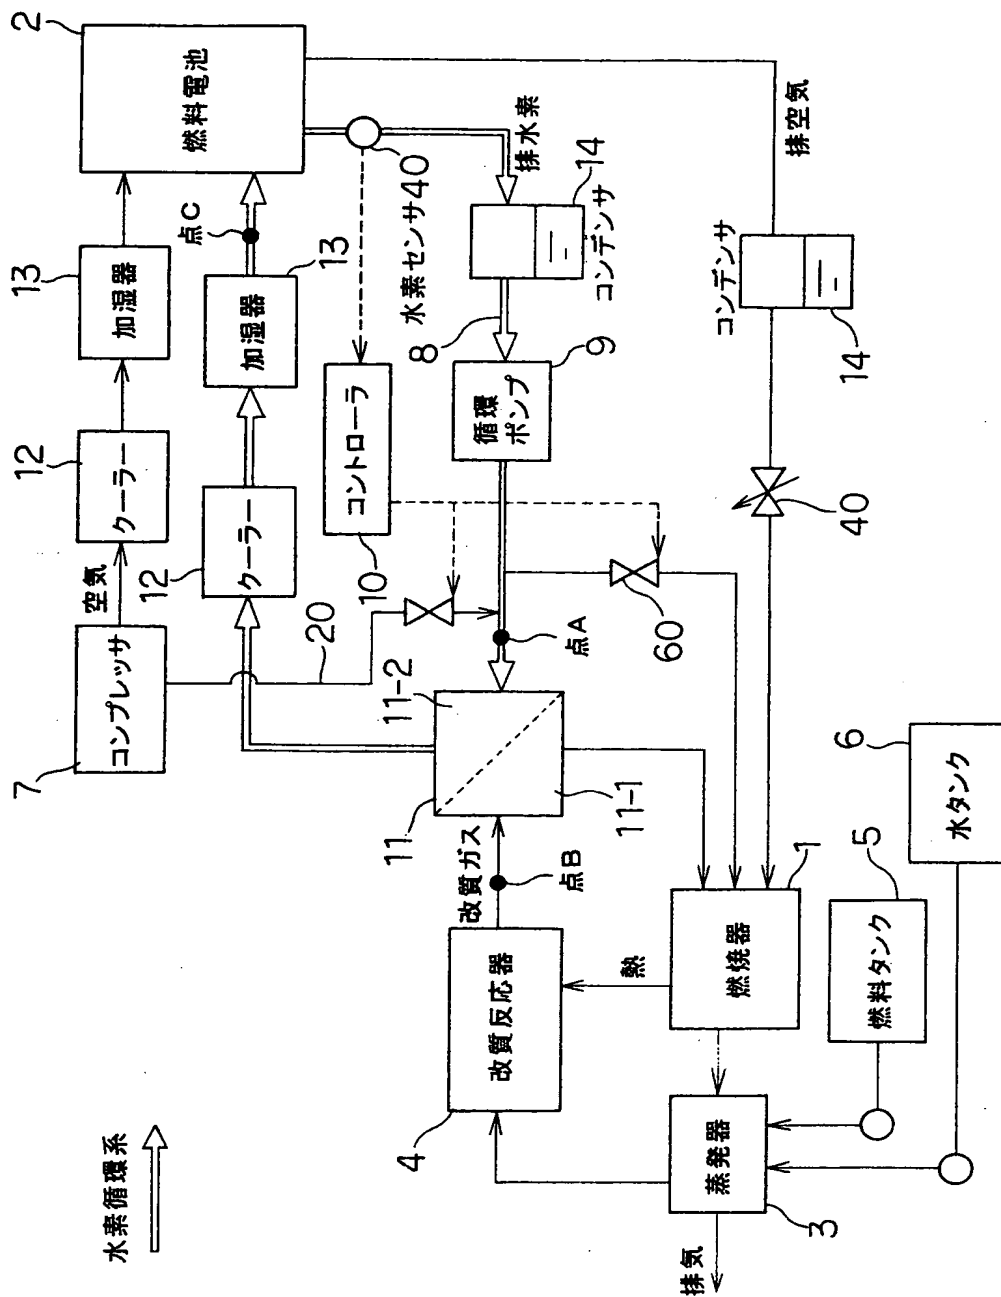 2
燃料電池
点C
13
加湿器
13
加湿器
12
クーラー
12
クーラー
空気
7
コンプレッサ
20
水素センサ40
排水素
14
コンデンサ
8
9
循環
ポンプ
コントローラ
10
点A
60
排空気
コンデンサ
14
40
11-2
11
11-1
改質ガス
点B
改質反応器
4
熱
燃焼器
1
燃料タンク
5
水タンク
6
蒸発器
3
排気
水素循環系